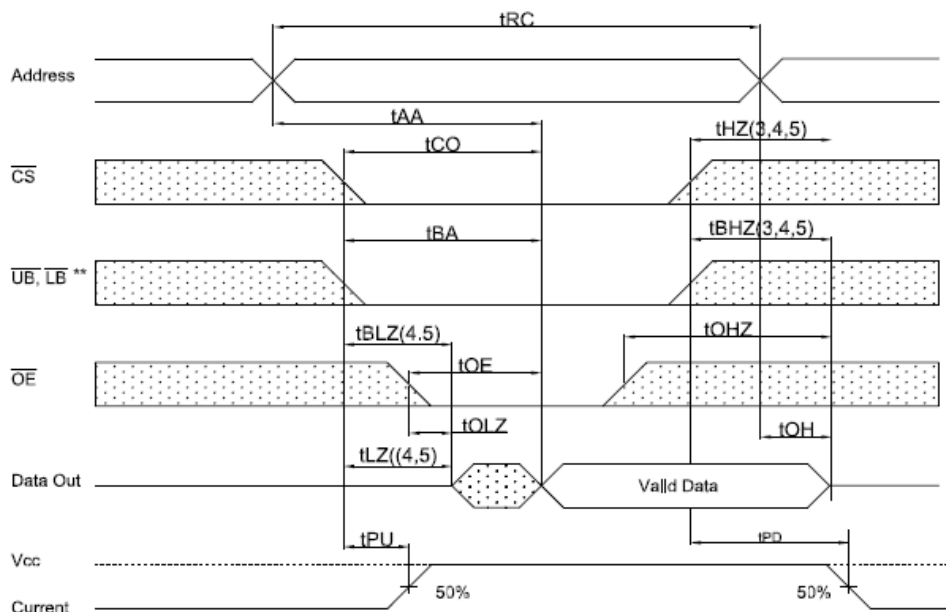 tRC
Address
tAA
tHZ(3,4,5)
tCO
CS
tBHZ(3,4,5)
tBA
UB, LB **
tBLZ(4.5)
tOHZ
tOE
OE
tOLZ
tOH
tLZ((4,5)
Data Out
Valid Data
tPU
tPD
Vcc
50%
50%
Current